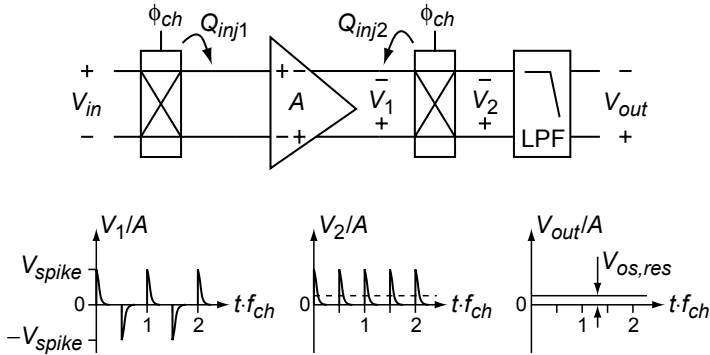 ϕch Qinj1 Qinj2 ϕch
+ + − − − −
Vin A V1 V2 LPF Vout
− − + + + +
V1/A V2/A Vout/A
Vspike Vos,res
0 1 2 t·fch 0 1 2 t·fch 0 1 2 t·fch
−Vspike